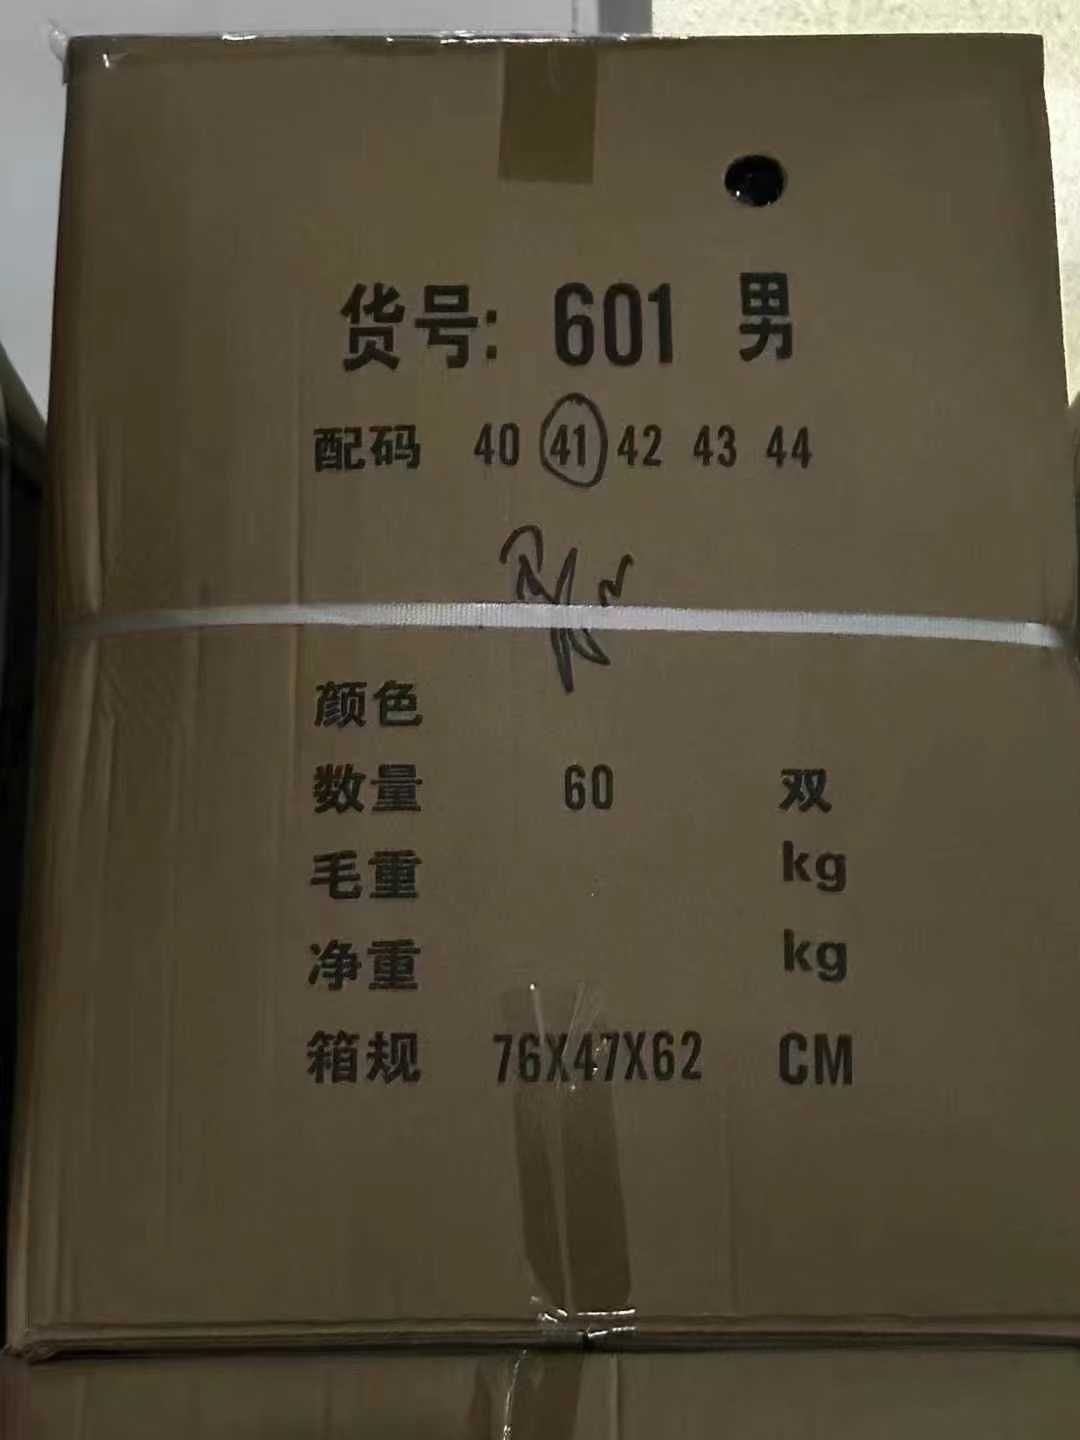 货号: 601 男
配码 40 41 42 43 44
颜色
数量 60 双
毛重 kg
净重 kg
箱规 76X47X62 CM